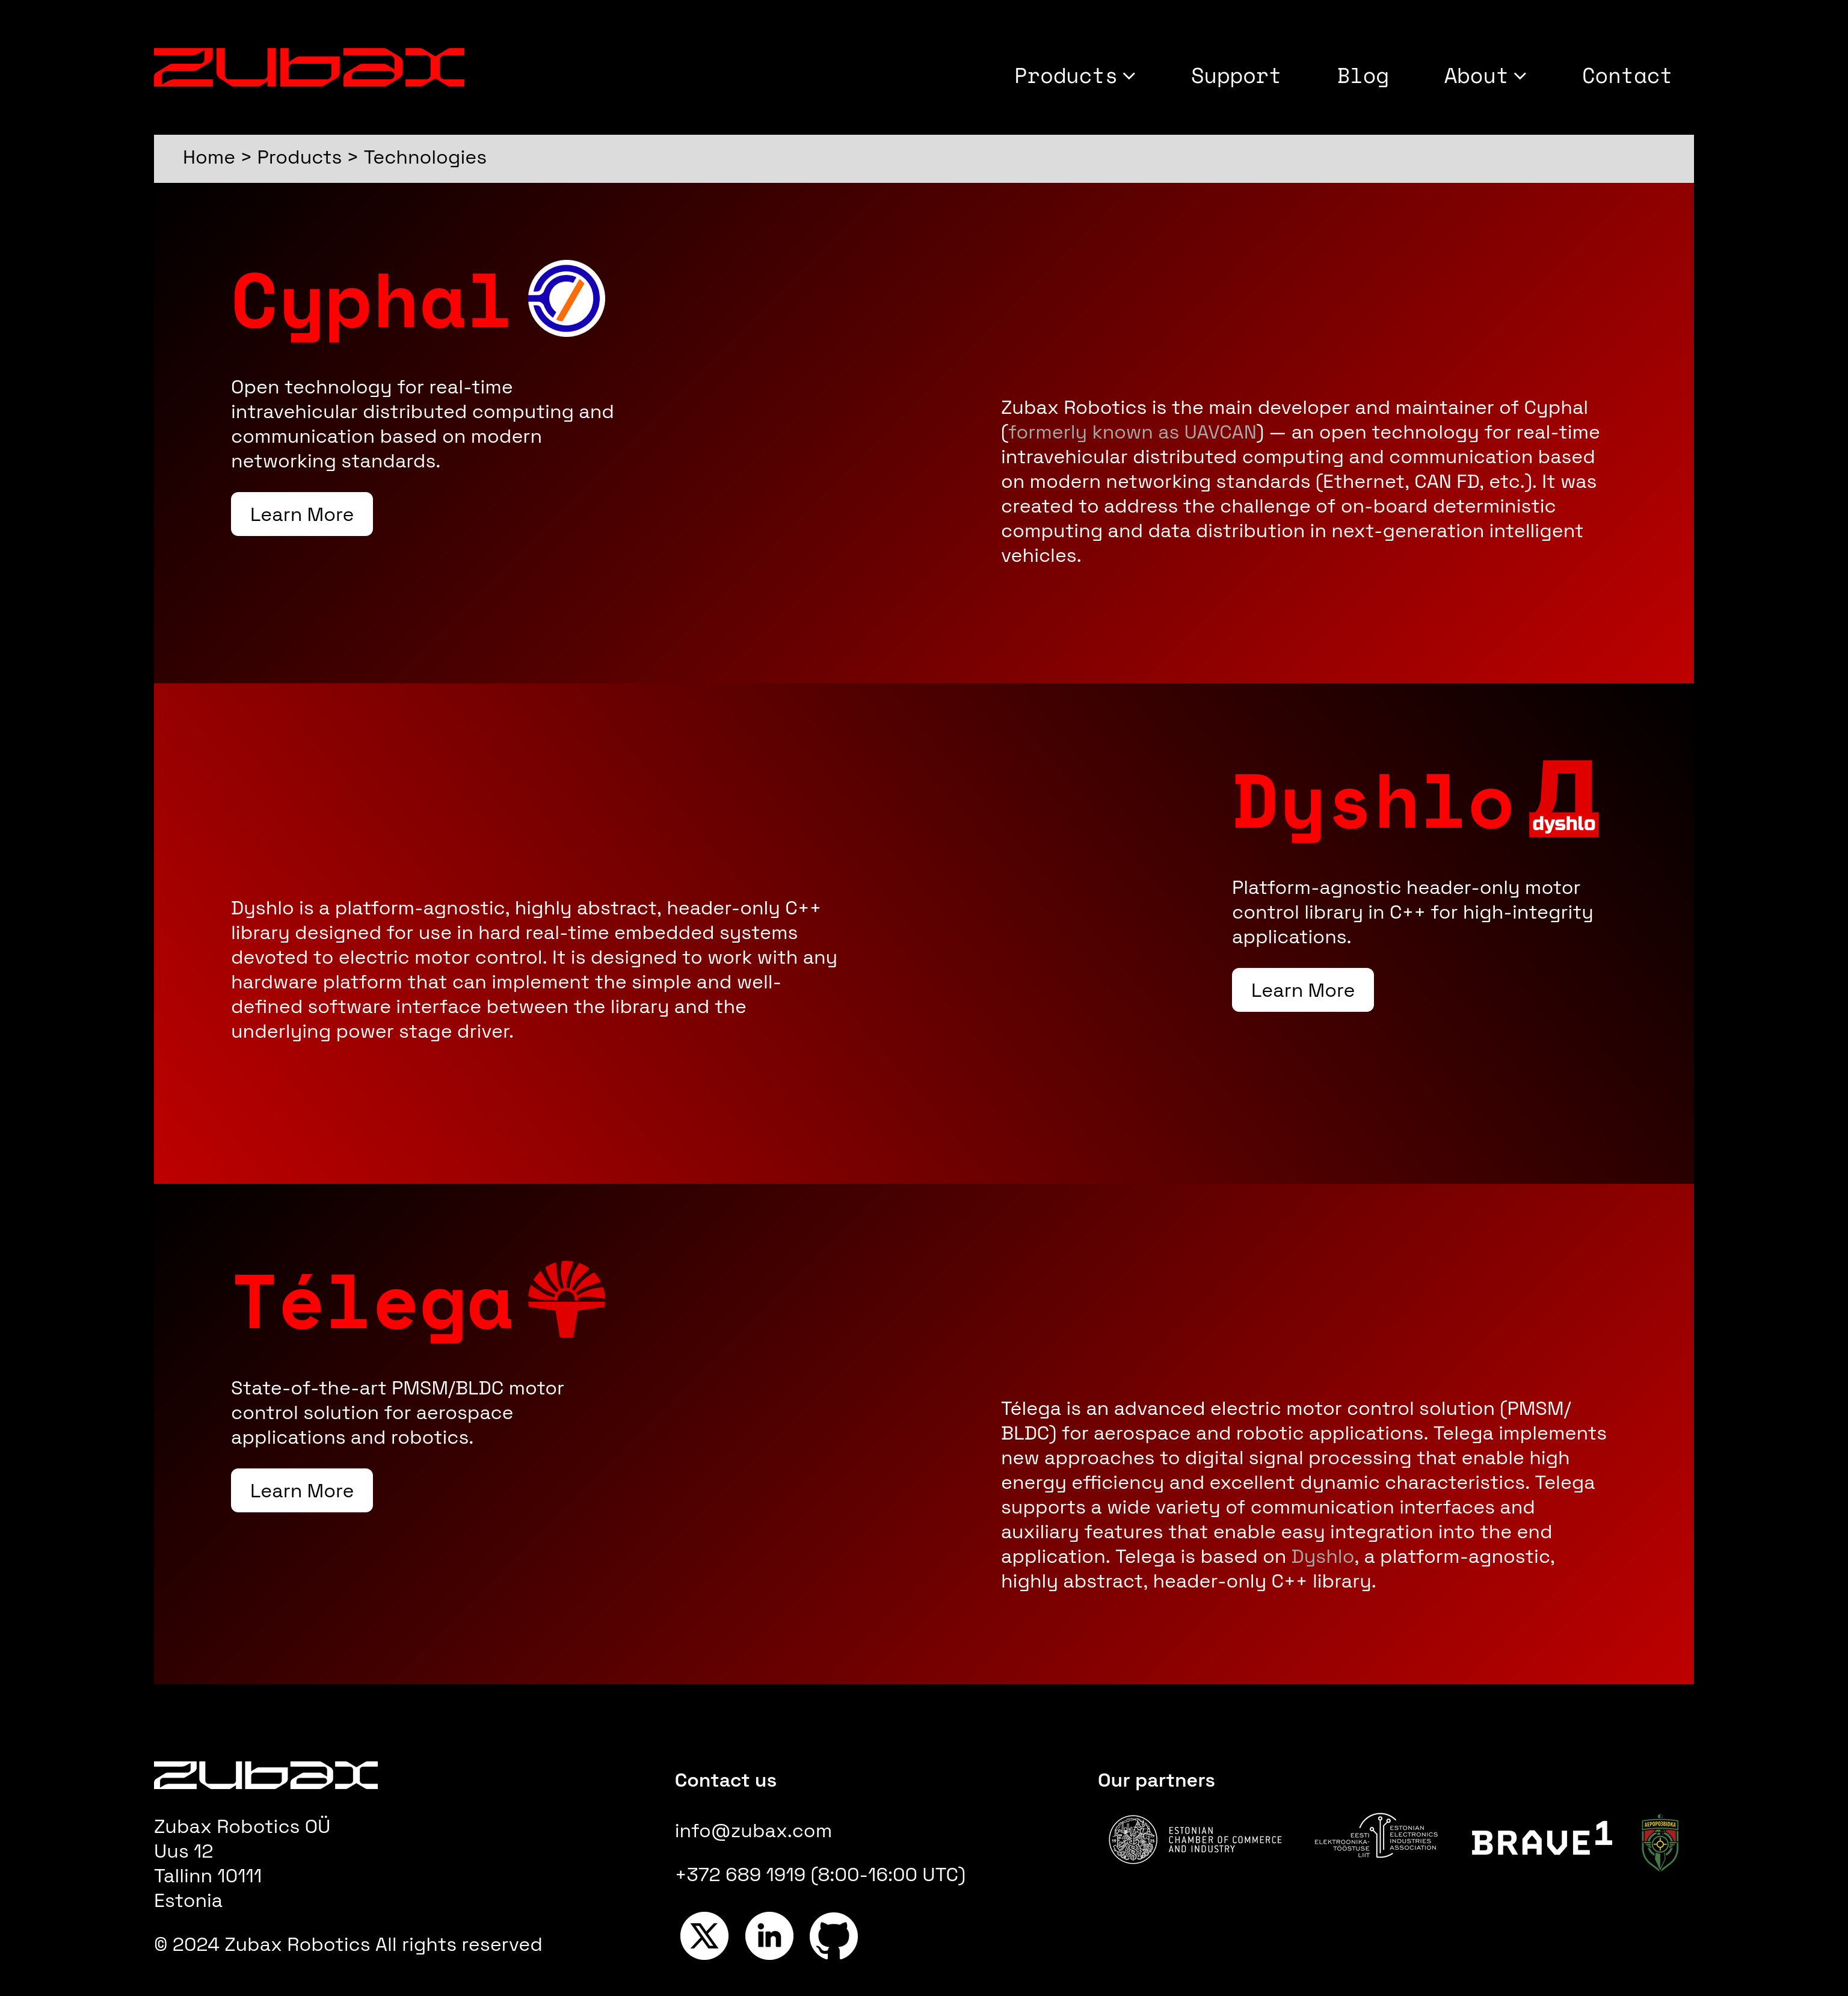 zubax
Products Support Blog About Contact
Home > Products > Technologies
Cyphal
Open technology for real-time
intravehicular distributed computing and
communication based on modern
networking standards.
Learn More
Zubax Robotics is the main developer and maintainer of Cyphal
(formerly known as UAVCAN) — an open technology for real-time
intravehicular distributed computing and communication based
on modern networking standards (Ethernet, CAN FD, etc.). It was
created to address the challenge of on-board deterministic
computing and data distribution in next-generation intelligent
vehicles.
Dyshlo
Д
dyshlo
Platform-agnostic header-only motor
control library in C++ for high-integrity
applications.
Learn More
Dyshlo is a platform-agnostic, highly abstract, header-only C++
library designed for use in hard real-time embedded systems
devoted to electric motor control. It is designed to work with any
hardware platform that can implement the simple and well-
defined software interface between the library and the
underlying power stage driver.
Télega
State-of-the-art PMSM/BLDC motor
control solution for aerospace
applications and robotics.
Learn More
Télega is an advanced electric motor control solution (PMSM/
BLDC) for aerospace and robotic applications. Telega implements
new approaches to digital signal processing that enable high
energy efficiency and excellent dynamic characteristics. Telega
supports a wide variety of communication interfaces and
auxiliary features that enable easy integration into the end
application. Telega is based on Dyshlo, a platform-agnostic,
highly abstract, header-only C++ library.
zubax
Zubax Robotics OÜ
Uus 12
Tallinn 10111
Estonia
© 2024 Zubax Robotics All rights reserved
Contact us
info@zubax.com
+372 689 1919 (8:00-16:00 UTC)
X
in
Our partners
ESTONIAN
CHAMBER OF COMMERCE
AND INDUSTRY
EESTI
ELEKTROONIKA-
TÖÖSTUSE
LIIT
ESTONIAN
ELECTRONICS
INDUSTRIES
ASSOCIATION
BRAVE1
АЕРОРОЗВІДКА